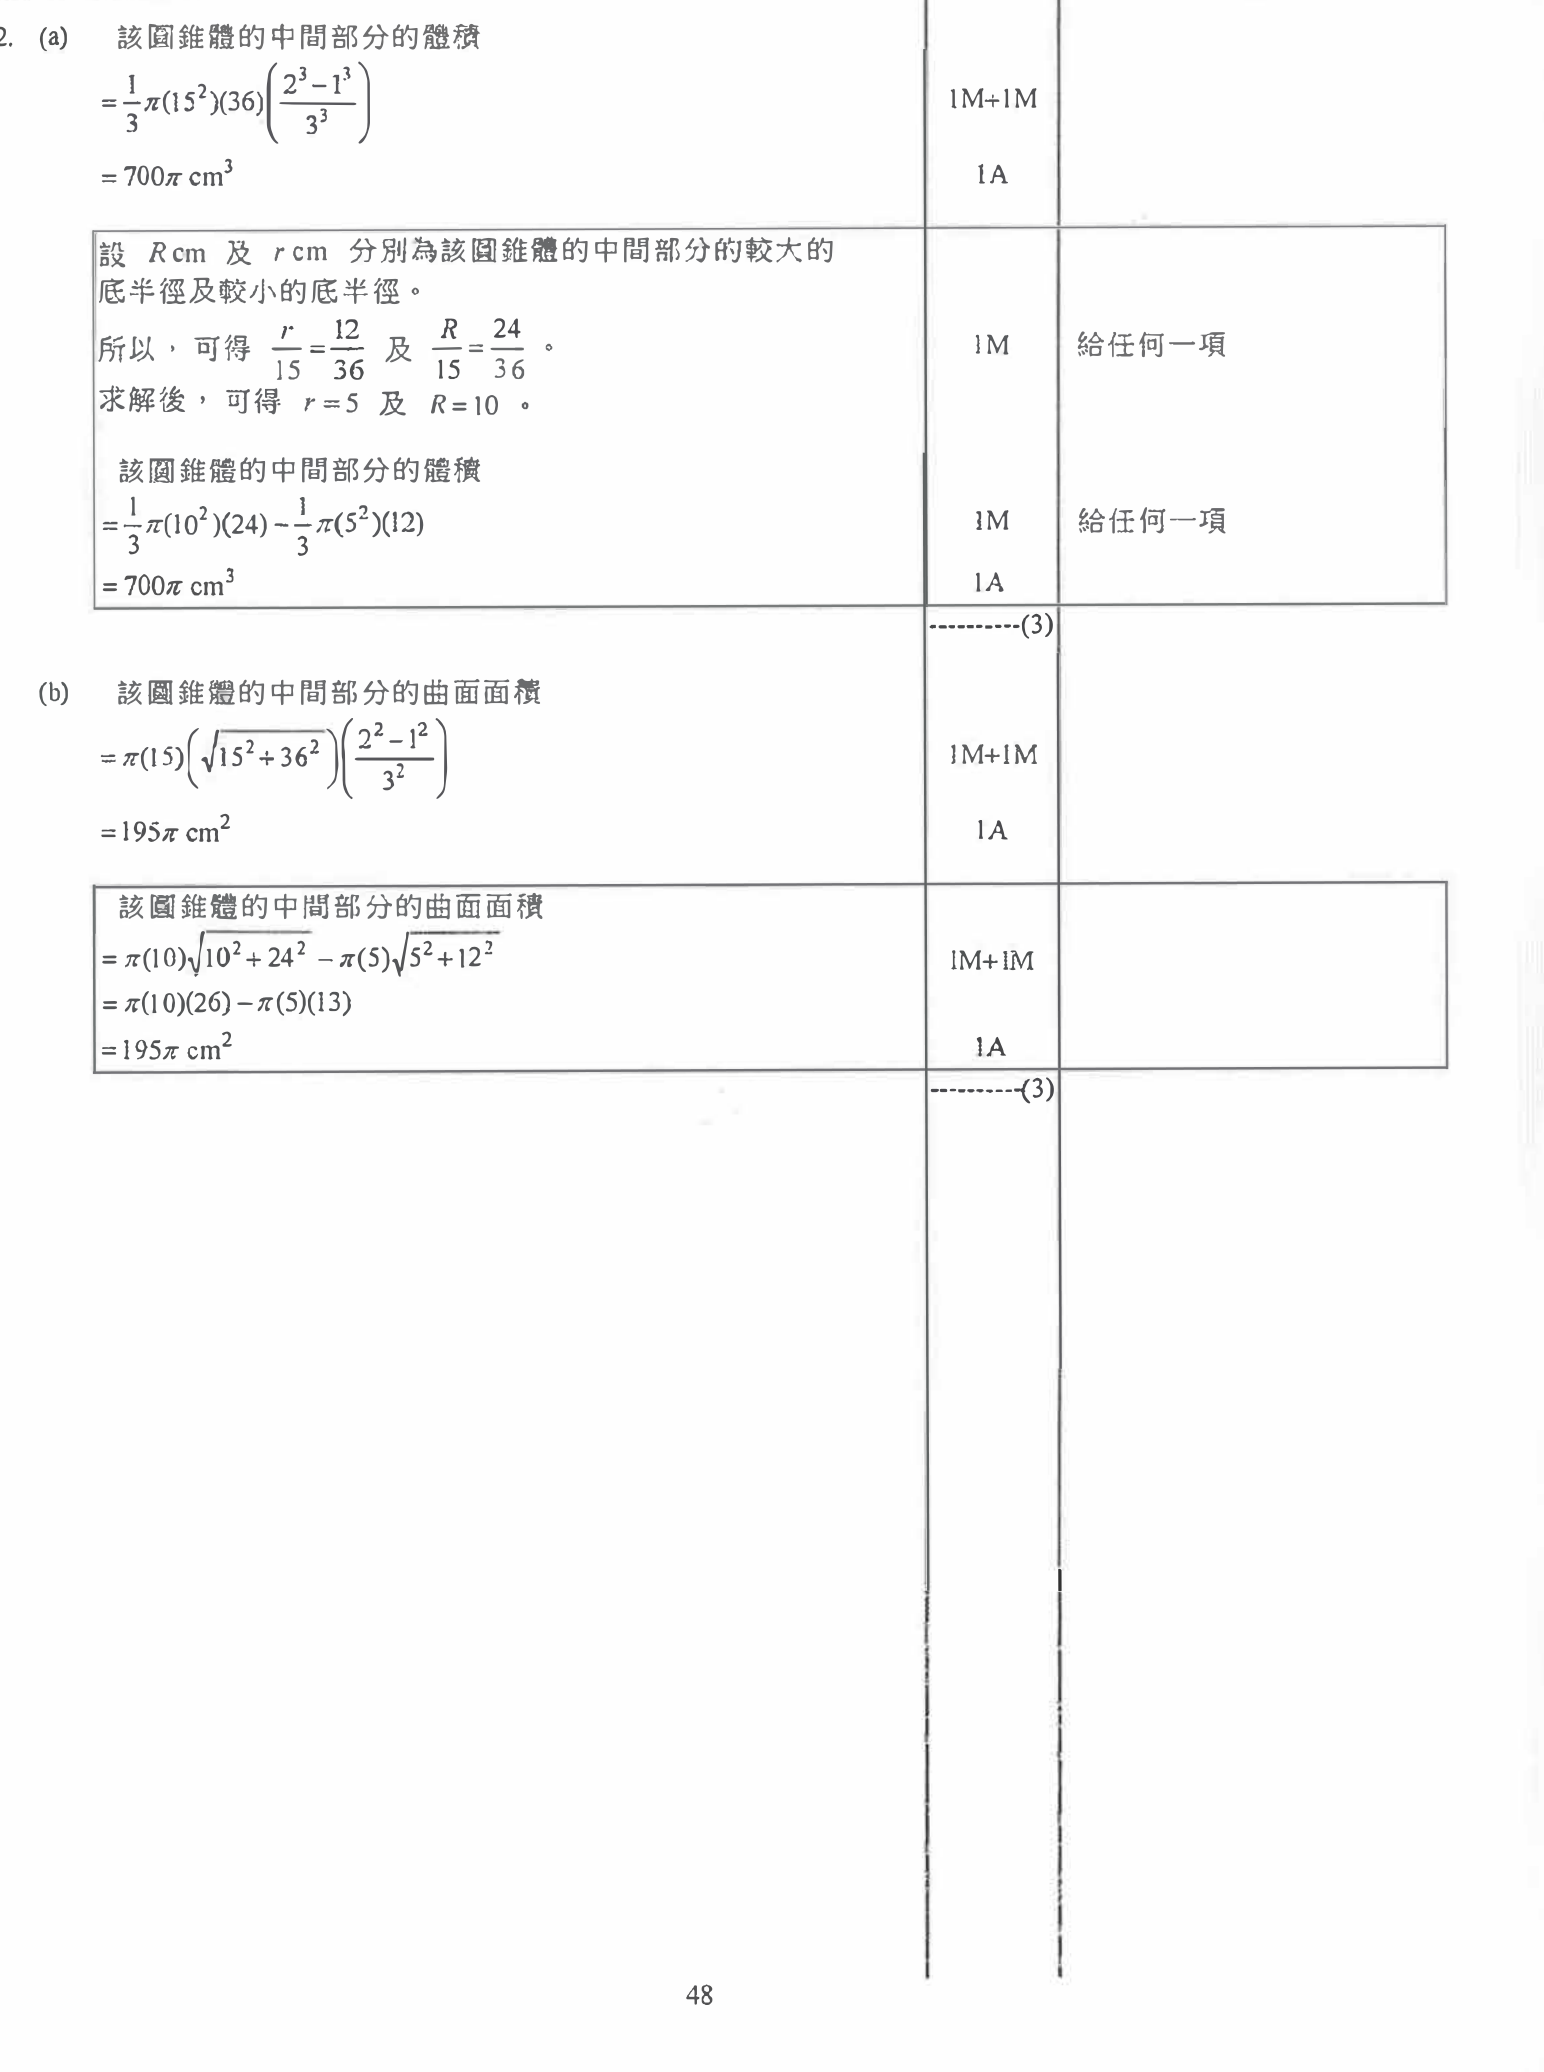 2. (a) 該圓錐體的中間部分的體積
= 1/3 π(15²)(36)((2³ − 1³)/3³) 1M+1M
= 700π cm³ 1A
設 R cm 及 r cm 分別為該圓錐體的中間部分的較大的
底半徑及較小的底半徑。
所以，可得 r/15 = 12/36 及 R/15 = 24/36 。 1M 給任何一項
求解後，可得 r = 5 及 R = 10 。
該圓錐體的中間部分的體積
= 1/3 π(10²)(24) − 1/3 π(5²)(12) 1M 給任何一項
= 700π cm³ 1A
----------(3)
(b) 該圓錐體的中間部分的曲面面積
= π(15)(√(15² + 36²))((2² − 1²)/3²) 1M+1M
= 195π cm² 1A
該圓錐體的中間部分的曲面面積
= π(10)√(10² + 24²) − π(5)√(5² + 12²) 1M+1M
= π(10)(26) − π(5)(13)
= 195π cm² 1A
----------(3)
48